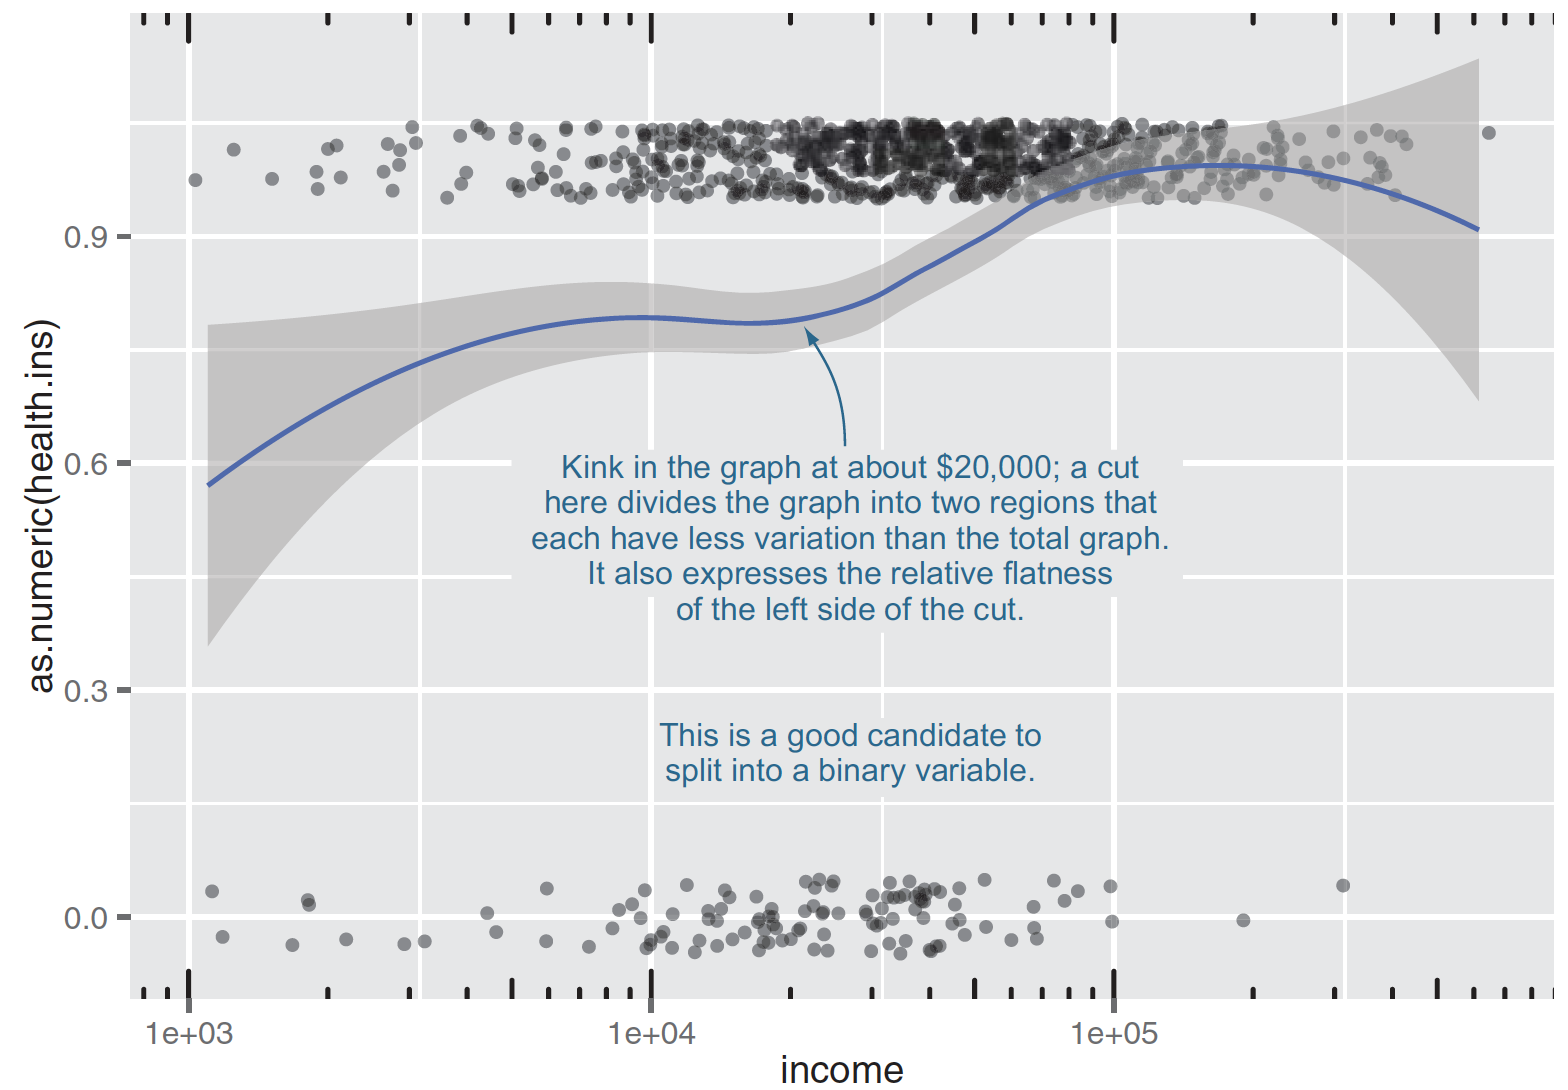 0.9
0.6
0.3
0.0
as.numeric(health.ins)
Kink in the graph at about $20,000; a cut
here divides the graph into two regions that
each have less variation than the total graph.
It also expresses the relative flatness
of the left side of the cut.
This is a good candidate to
split into a binary variable.
1e+03
1e+04
1e+05
income